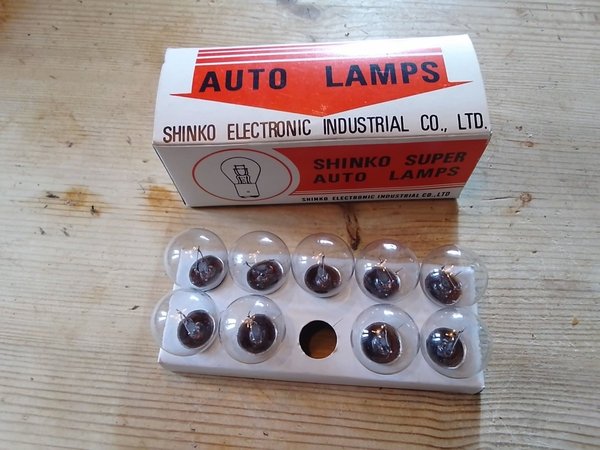 AUTO LAMPS
SHINKO ELECTRONIC INDUSTRIAL CO., LTD.
SHINKO SUPER
AUTO LAMPS
SHINKO ELECTRONIC INDUSTRIAL CO.,LTD